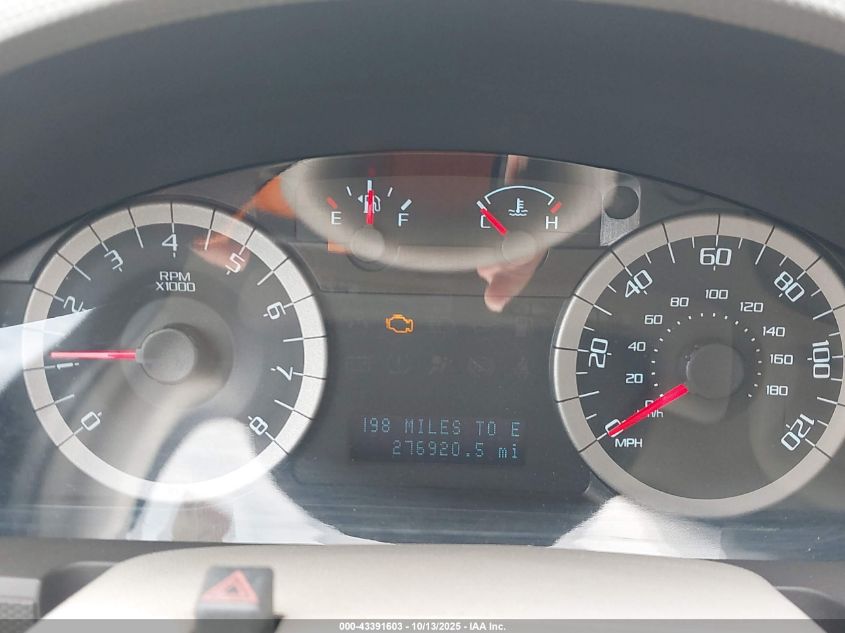 E F
C H
0 1 2 3 4 5 6 7 8
RPM
X1000
0 20 40 60 80 100 120
MPH
0 20 40 60 80 100 120 140 160 180
km/h
198 MILES TO E
276920.5 mi
000-43391603 - 10/13/2025 - IAA Inc.